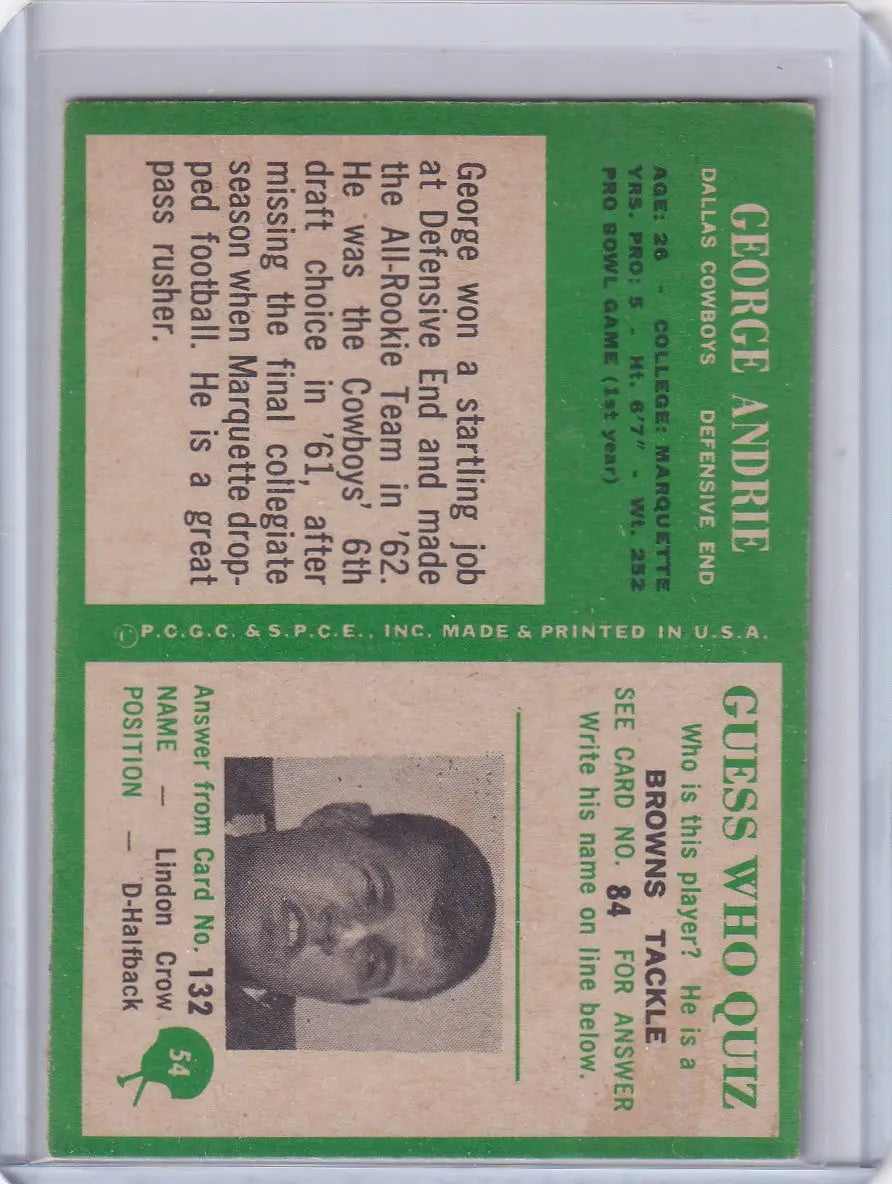 GEORGE ANDRIE
DALLAS COWBOYS DEFENSIVE END
AGE: 26 - COLLEGE: MARQUETTE
YRS. PRO: 5 - Ht. 6'7" - Wt. 252
PRO BOWL GAME (1st year)
George won a startling job
at Defensive End and made
the All-Rookie Team in '62.
He was the Cowboys' 6th
draft choice in '61, after
missing the final collegiate
season when Marquette drop-
ped football. He is a great
pass rusher.
© P.C.G.C. & S.P.C.E., INC. MADE & PRINTED IN U.S.A.
GUESS WHO QUIZ
Who is this player? He is a
BROWNS TACKLE
SEE CARD NO. 84 FOR ANSWER
Write his name on line below.
Answer from Card No. 132
NAME — Lindon Crow
POSITION — D-Halfback
54